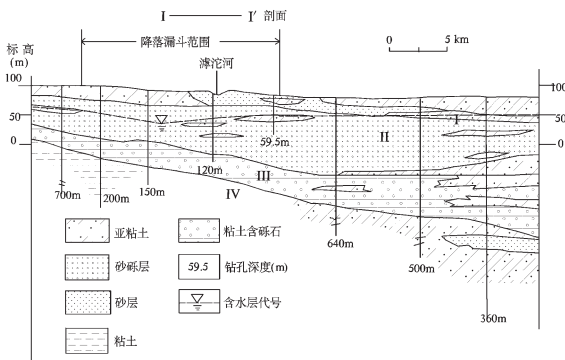 I —— I′ 剖面
降落漏斗范围
滹沱河
0 5 km
标高
(m)
100
50
0
100
50
0
I
II
III
IV
59.5m
120m
150m
200m
700m
640m
500m
360m
亚粘土
粘土含砾石
砂砾层
59.5 钻孔深度(m)
砂层
含水层代号
粘土